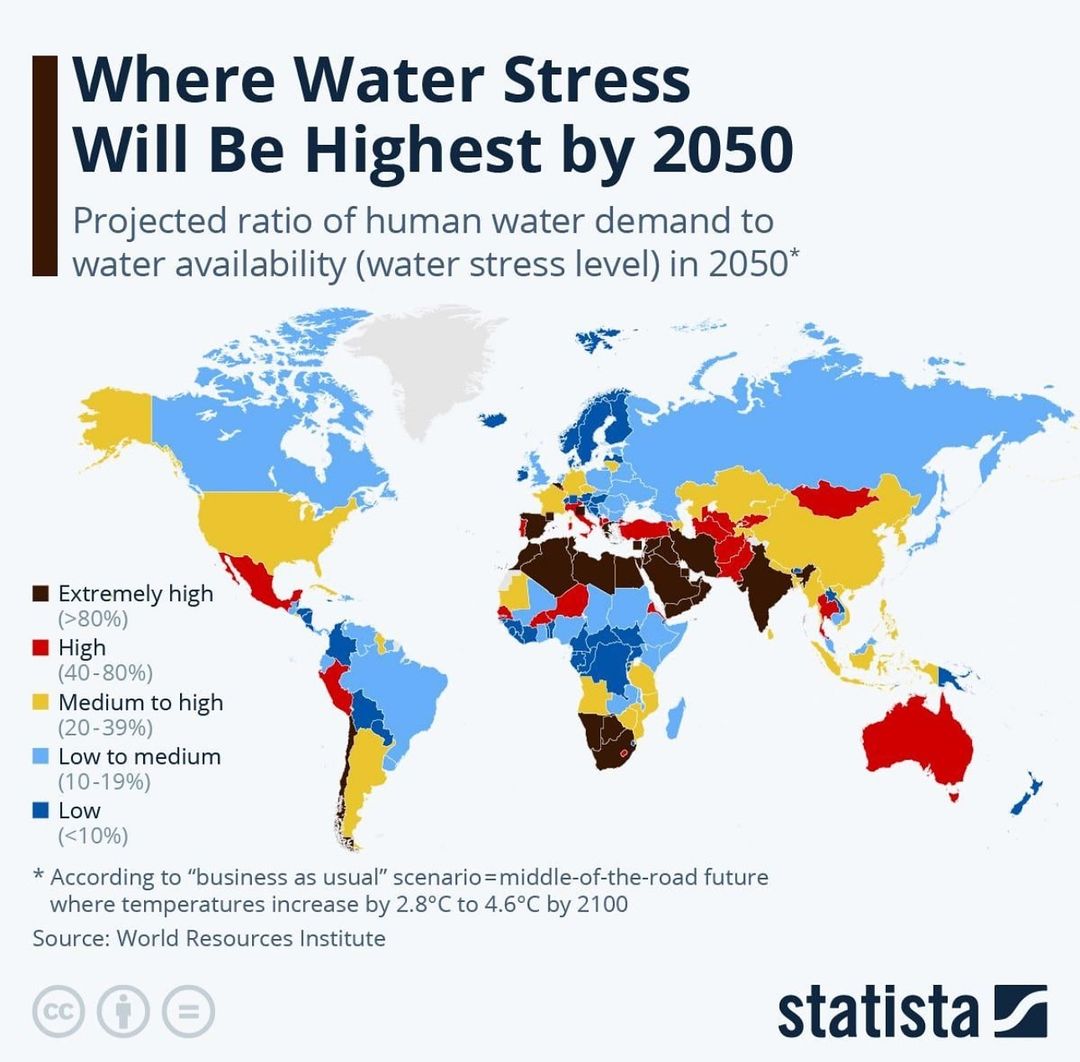 Where Water Stress
Will Be Highest by 2050
Projected ratio of human water demand to
water availability (water stress level) in 2050*
Extremely high
(>80%)
High
(40-80%)
Medium to high
(20-39%)
Low to medium
(10-19%)
Low
(<10%)
* According to “business as usual” scenario=middle-of-the-road future
where temperatures increase by 2.8°C to 4.6°C by 2100
Source: World Resources Institute
cc
statista